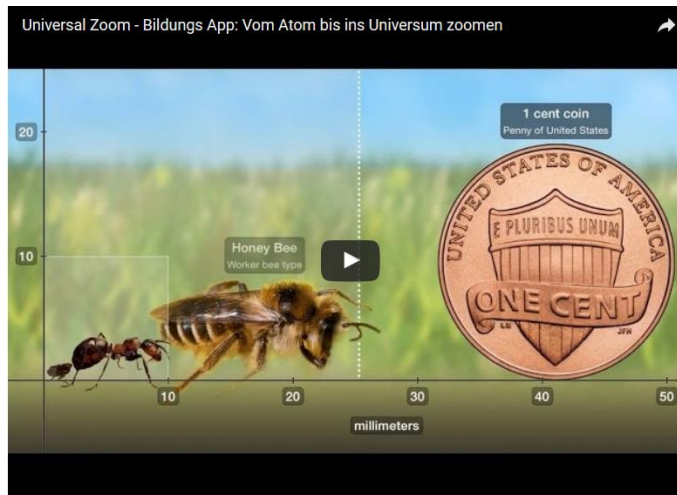 Universal Zoom - Bildungs App: Vom Atom bis ins Universum zoomen
20
1 cent coin
Penny of United States
UNITED STATES OF AMERICA
E PLURIBUS UNUM
Honey Bee
Worker bee type
10
ONE CENT
LB
JFM
10
20
30
40
50
millimeters